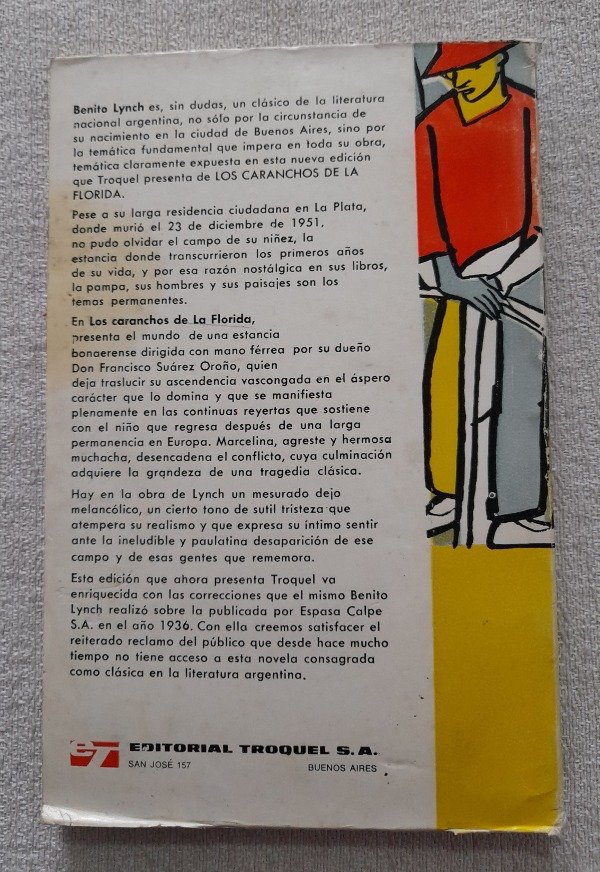 Benito Lynch es, sin dudas, un clásico de la literatura
nacional argentina, no sólo por la circunstancia de
su nacimiento en la ciudad de Buenos Aires, sino por
la temática fundamental que impera en toda su obra,
temática claramente expuesta en esta nueva edición
que Troquel presenta de LOS CARANCHOS DE LA
FLORIDA.
Pese a su larga residencia ciudadana en La Plata,
donde murió el 23 de diciembre de 1951,
no pudo olvidar el campo de su niñez, la
estancia donde transcurrieron los primeros años
de su vida, y por esa razón nostálgica en sus libros,
la pampa, sus hombres y sus paisajes son los
temas permanentes.
En Los caranchos de La Florida,
presenta el mundo de una estancia
bonaerense dirigida con mano férrea por su dueño
Don Francisco Suárez Oroño, quien
deja traslucir su ascendencia vascongada en el áspero
carácter que lo domina y que se manifiesta
plenamente en las continuas reyertas que sostiene
con el niño que regresa después de una larga
permanencia en Europa. Marcelina, agreste y hermosa
muchacha, desencadena el conflicto, cuya culminación
adquiere la grandeza de una tragedia clásica.
Hay en la obra de Lynch un mesurado dejo
melancólico, un cierto tono de sutil tristeza que
atempera su realismo y que expresa su íntimo sentir
ante la ineludible y paulatina desaparición de ese
campo y de esas gentes que rememora.
Esta edición que ahora presenta Troquel va
enriquecida con las correcciones que el mismo Benito
Lynch realizó sobre la publicada por Espasa Calpe
S.A. en el año 1936. Con ella creemos satisfacer el
reiterado reclamo del público que desde hace mucho
tiempo no tiene acceso a esta novela consagrada
como clásica en la literatura argentina.
eT EDITORIAL TROQUEL S.A.
SAN JOSÉ 157 BUENOS AIRES